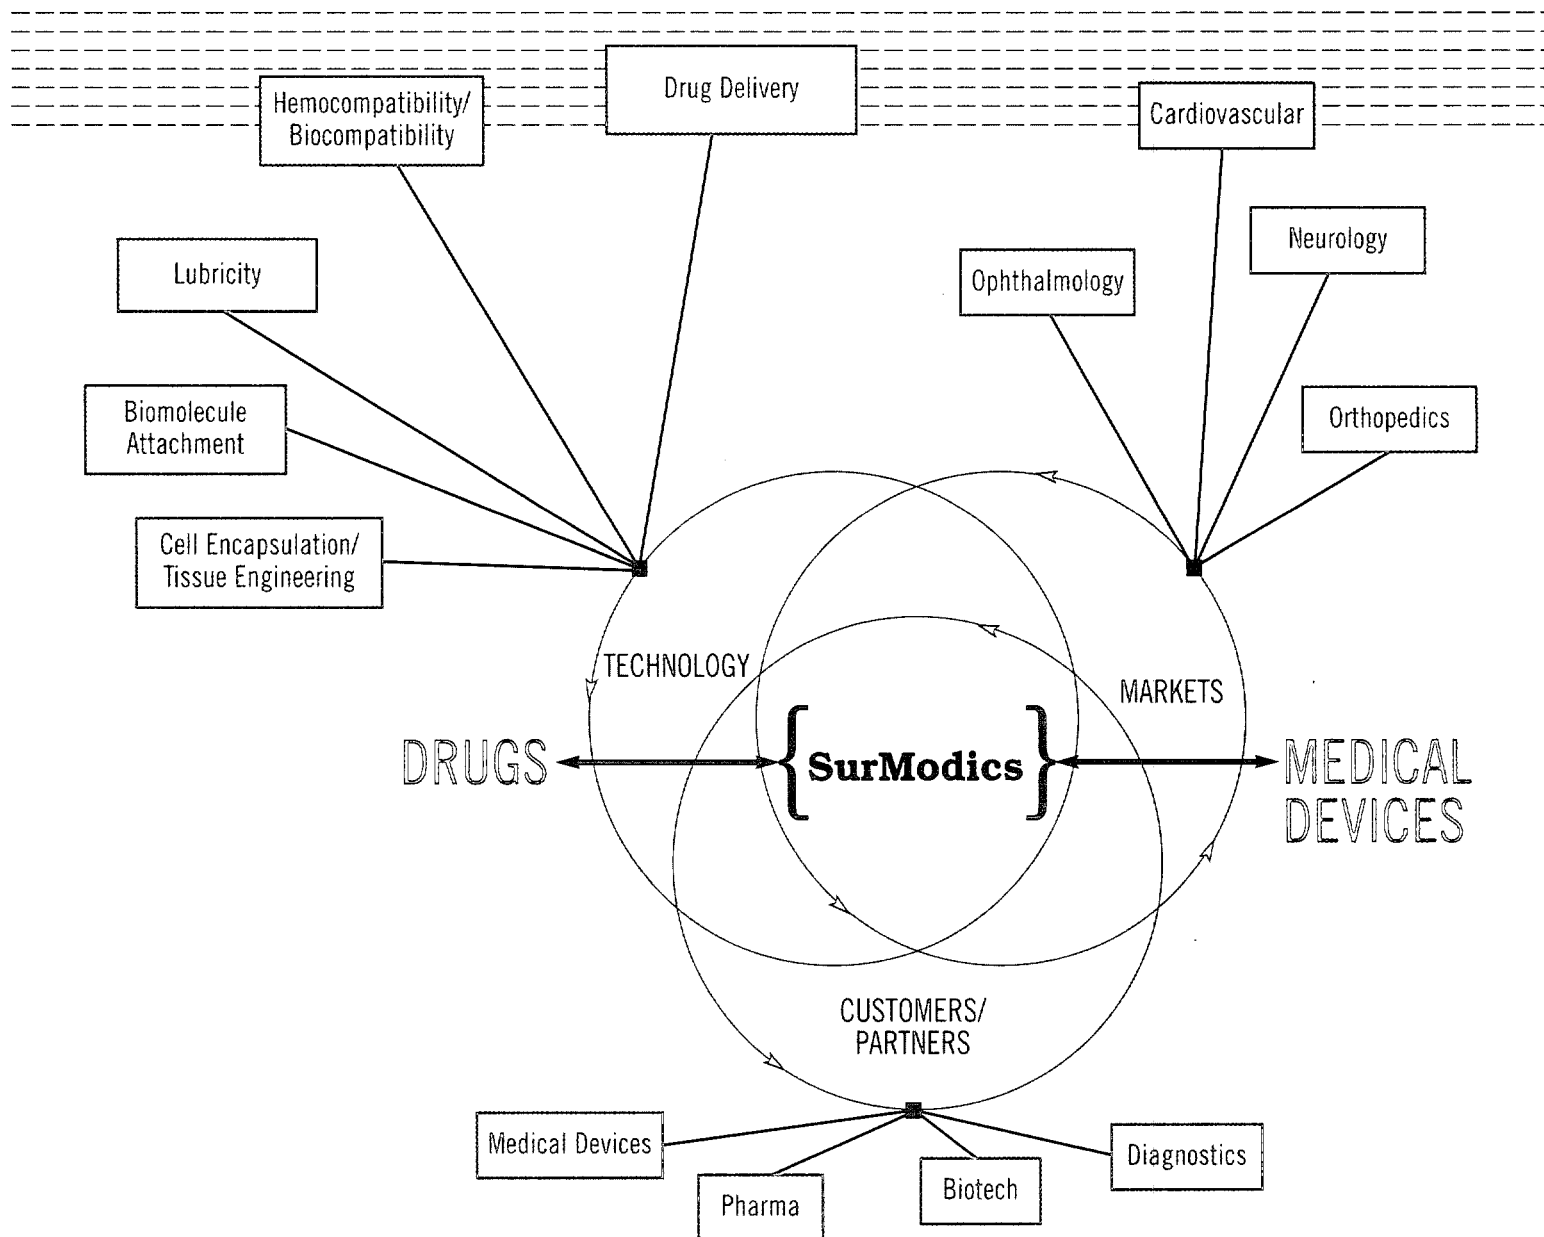 Drug Delivery
Hemocompatibility/
Biocompatibility
Cardiovascular
Lubricity
Neurology
Ophthalmology
Biomolecule
Attachment
Orthopedics
Cell Encapsulation/
Tissue Engineering
TECHNOLOGY
MARKETS
DRUGS
{SurModics}
MEDICAL
DEVICES
CUSTOMERS/
PARTNERS
Medical Devices
Pharma
Biotech
Diagnostics